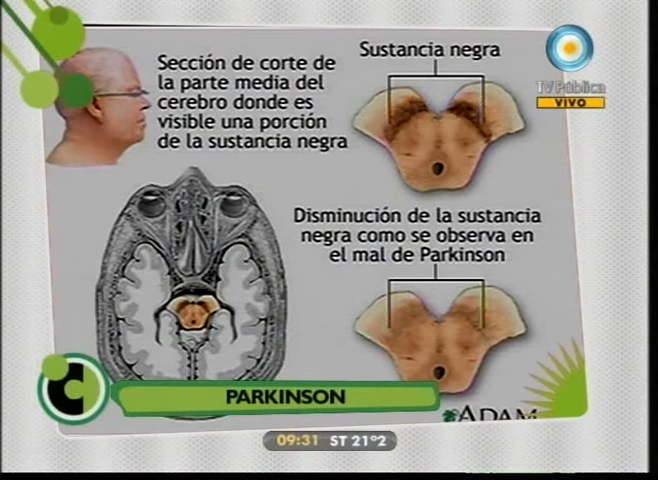 Sección de corte de
la parte media del
cerebro donde es
visible una porción
de la sustancia negra
Sustancia negra
TV Pública
VIVO
Disminución de la sustancia
negra como se observa en
el mal de Parkinson
PARKINSON
ADAM
09:31 ST 21°2